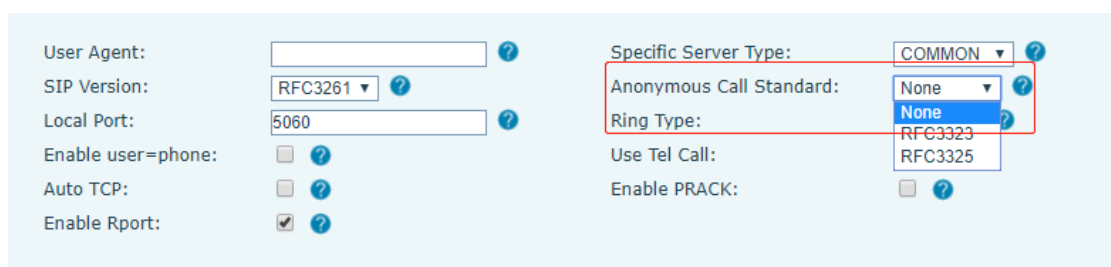 User Agent: Specific Server Type: COMMON
SIP Version: RFC3261 Anonymous Call Standard: None
Local Port: 5060 Ring Type: None
RFC3323
Enable user=phone: Use Tel Call: RFC3325
Auto TCP: Enable PRACK:
Enable Rport: